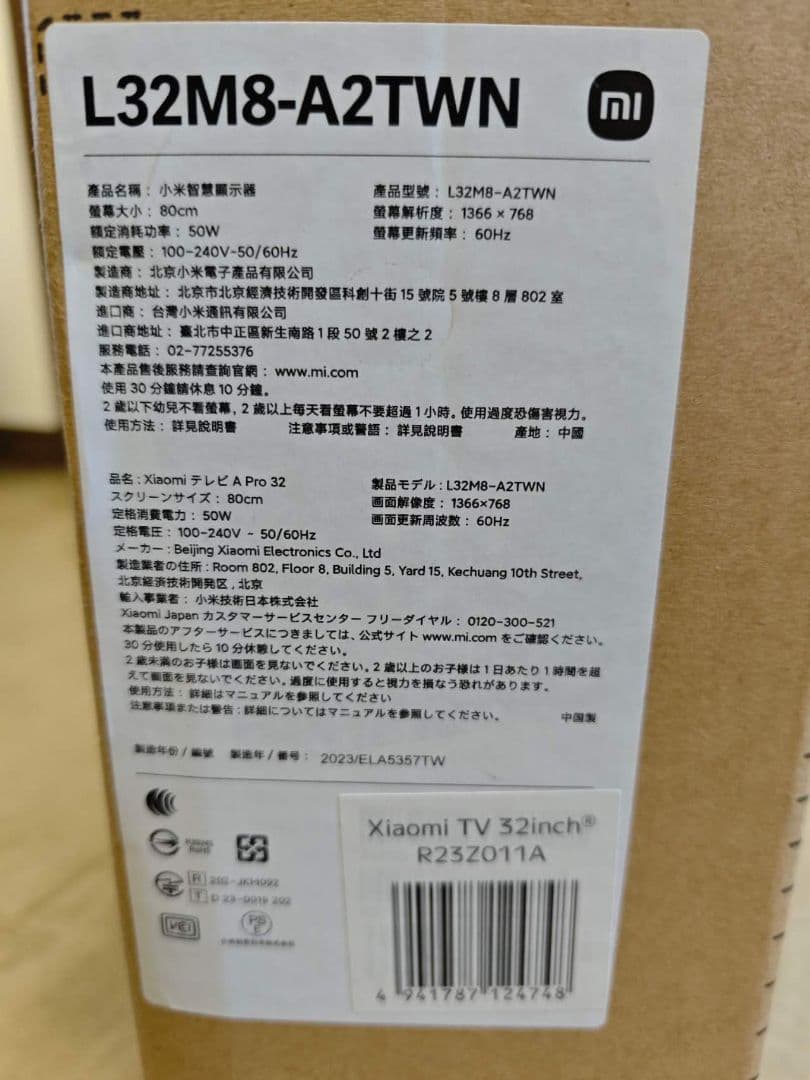 L32M8-A2TWN
mi
產品名稱：小米智慧顯示器 產品型號：L32M8-A2TWN
螢幕大小：80cm 螢幕解析度：1366 × 768
額定消耗功率：50W 螢幕更新頻率：60Hz
額定電壓：100-240V~50/60Hz
製造商：北京小米電子產品有限公司
製造商地址：北京市北京經濟技術開發區科創十街 15 號院 5 號樓 8 層 802 室
進口商：台灣小米通訊有限公司
進口商地址：臺北市中正區新生南路 1 段 50 號 2 樓之 2
服務電話：02-77255376
本產品售後服務請查詢官網：www.mi.com
使用 30 分鐘請休息 10 分鐘。
2 歲以下幼兒不看螢幕，2 歲以上每天看螢幕不要超過 1 小時。使用過度恐傷害視力。
使用方法：詳見說明書 注意事項或警語：詳見說明書 產地：中國
品名：Xiaomi テレビ A Pro 32 製品モデル：L32M8-A2TWN
スクリーンサイズ：80cm 画面解像度：1366×768
定格消費電力：50W 画面更新周波数：60Hz
定格電圧：100-240V ~ 50/60Hz
メーカー：Beijing Xiaomi Electronics Co., Ltd
製造業者の住所：Room 802, Floor 8, Building 5, Yard 15, Kechuang 10th Street,
北京経済技術開発区，北京
輸入事業者：小米技術日本株式会社
Xiaomi Japan カスタマーサービスセンター フリーダイヤル：0120-300-521
本製品のアフターサービスにつきましては、公式サイト www.mi.com をご確認ください。
30 分使用したら 10 分休憩してください。
2 歳未満のお子様は画面を見ないでください。2 歳以上のお子様は 1 日あたり 1 時間を超
えて画面を見ないでください。過度に使用すると視力を損なう恐れがあります。
使用方法：詳細はマニュアルを参照してください
注意事項または警告：詳細についてはマニュアルを参照してください。 中国製
製造年份 / 編號 製造年 / 番号：2023/ELA5357TW
Xiaomi TV 32inch®
R23Z011A
R
T D 23-0019 202
VCCI
PS
E
4 941787 124748